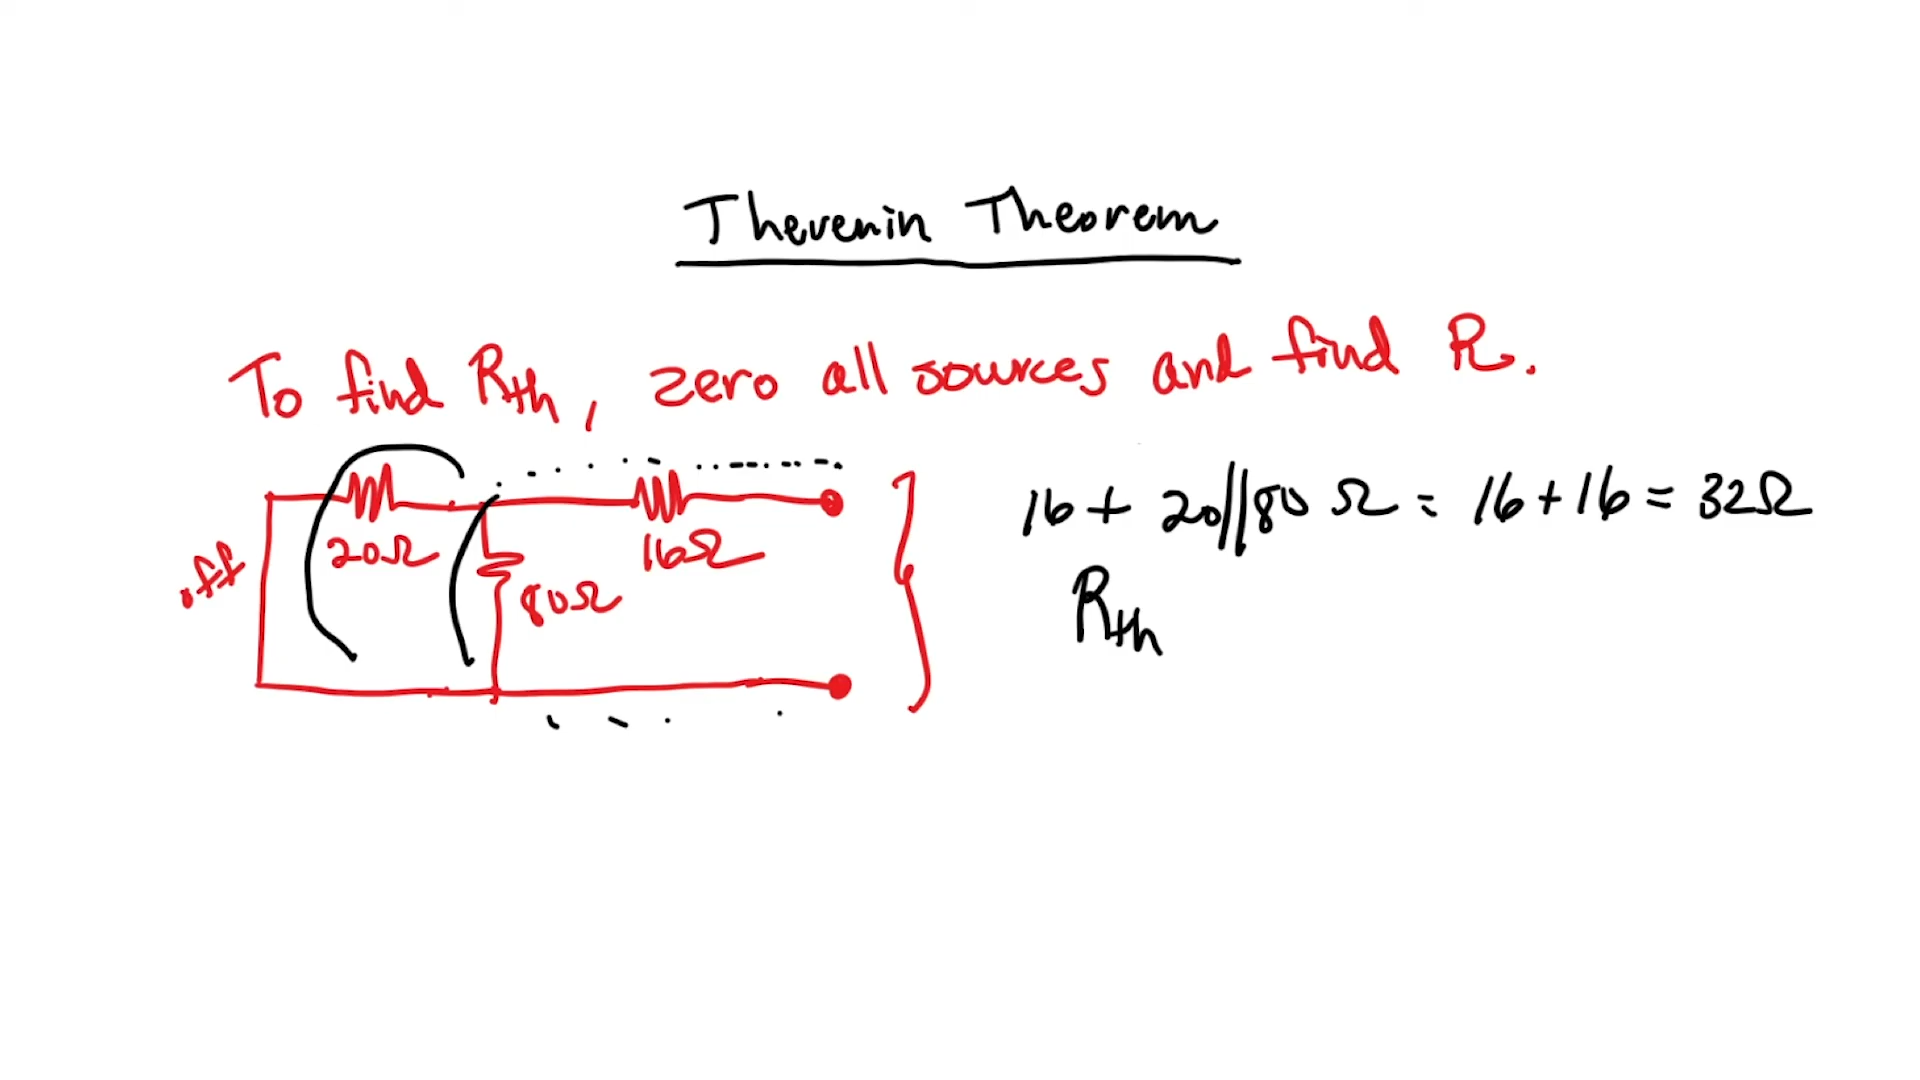 Thevenin Theorem
To find Rth, zero all sources and find R.
16 + 20||80 Ω = 16 + 16 = 32Ω
off
20Ω
16Ω
80Ω
Rth